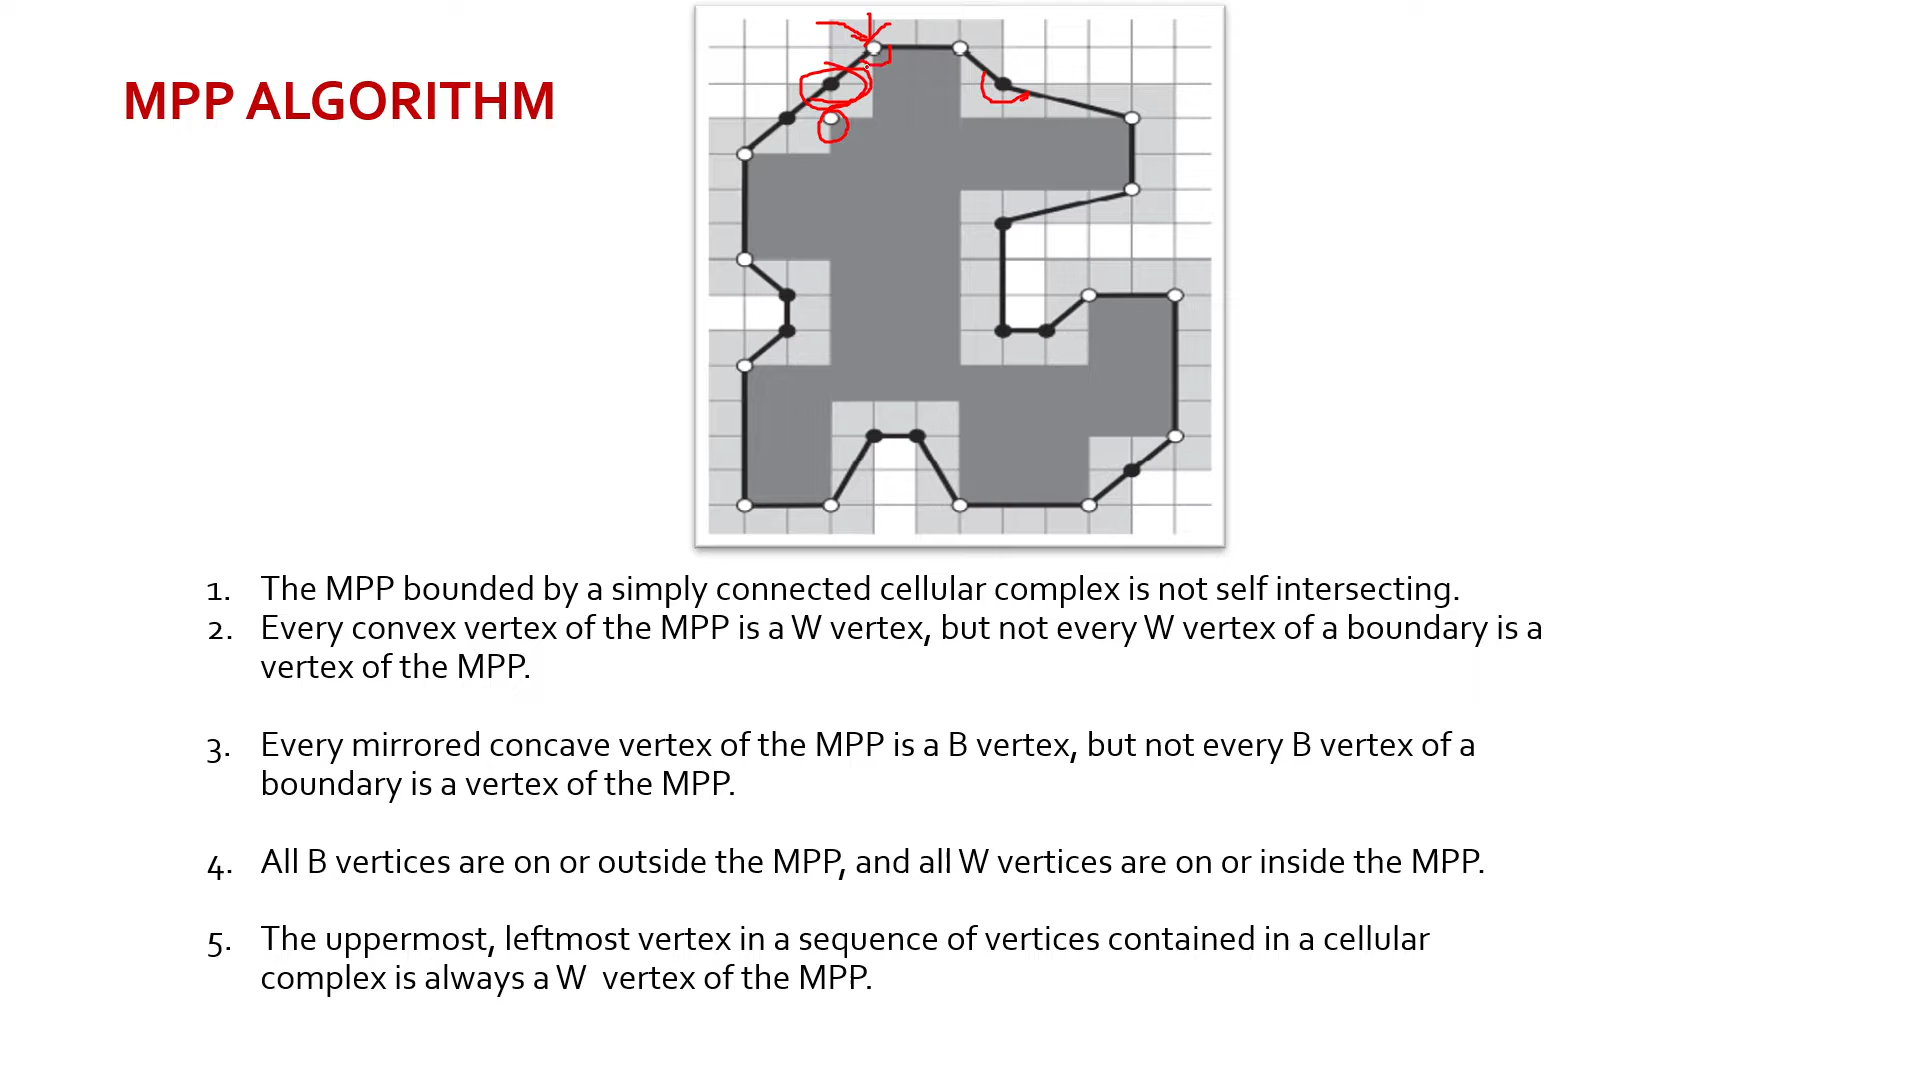 MPP ALGORITHM
1. The MPP bounded by a simply connected cellular complex is not self intersecting.
2. Every convex vertex of the MPP is a W vertex, but not every W vertex of a boundary is a
vertex of the MPP.
3. Every mirrored concave vertex of the MPP is a B vertex, but not every B vertex of a
boundary is a vertex of the MPP.
4. All B vertices are on or outside the MPP, and all W vertices are on or inside the MPP.
5. The uppermost, leftmost vertex in a sequence of vertices contained in a cellular
complex is always a W vertex of the MPP.